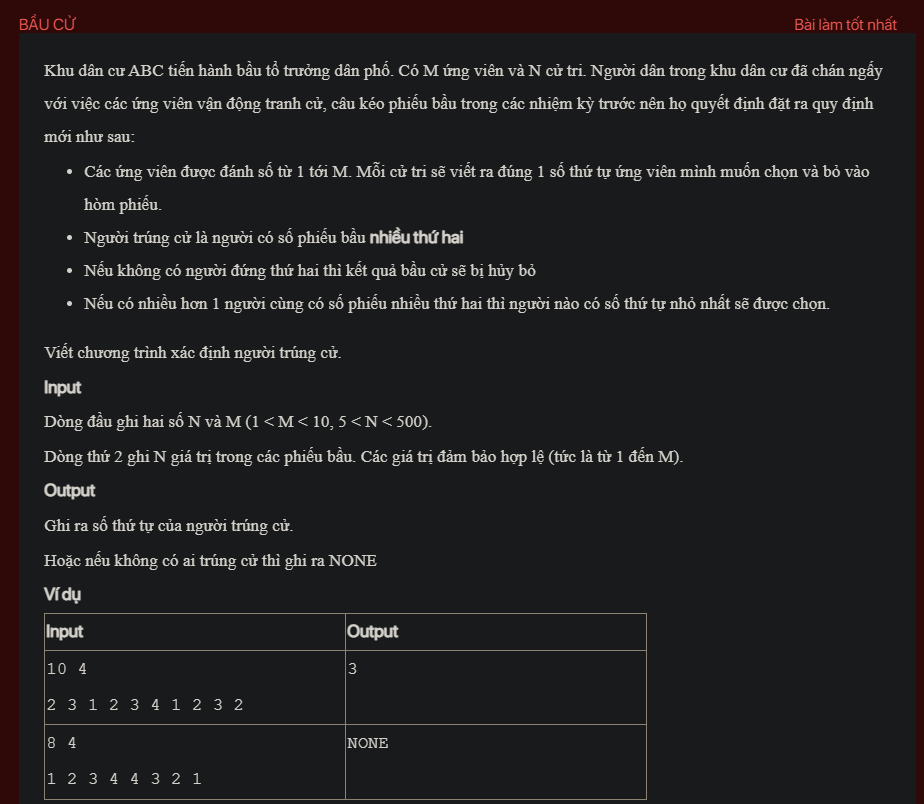 BẦU CỬ
Bài làm tốt nhất
Khu dân cư ABC tiến hành bầu tổ trưởng dân phố. Có M ứng viên và N cử tri. Người dân trong khu dân cư đã chán ngấy
với việc các ứng viên vận động tranh cử, câu kéo phiếu bầu trong các nhiệm kỳ trước nên họ quyết định đặt ra quy định
mới như sau:
• Các ứng viên được đánh số từ 1 tới M. Mỗi cử tri sẽ viết ra đúng 1 số thứ tự ứng viên mình muốn chọn và bỏ vào
hòm phiếu.
• Người trúng cử là người có số phiếu bầu nhiều thứ hai
• Nếu không có người đứng thứ hai thì kết quả bầu cử sẽ bị hủy bỏ
• Nếu có nhiều hơn 1 người cùng có số phiếu nhiều thứ hai thì người nào có số thứ tự nhỏ nhất sẽ được chọn.
Viết chương trình xác định người trúng cử.
Input
Dòng đầu ghi hai số N và M (1 < M < 10, 5 < N < 500).
Dòng thứ 2 ghi N giá trị trong các phiếu bầu. Các giá trị đảm bảo hợp lệ (tức là từ 1 đến M).
Output
Ghi ra số thứ tự của người trúng cử.
Hoặc nếu không có ai trúng cử thì ghi ra NONE
Ví dụ
Input Output
10 4 3
2 3 1 2 3 4 1 2 3 2
8 4 NONE
1 2 3 4 4 3 2 1